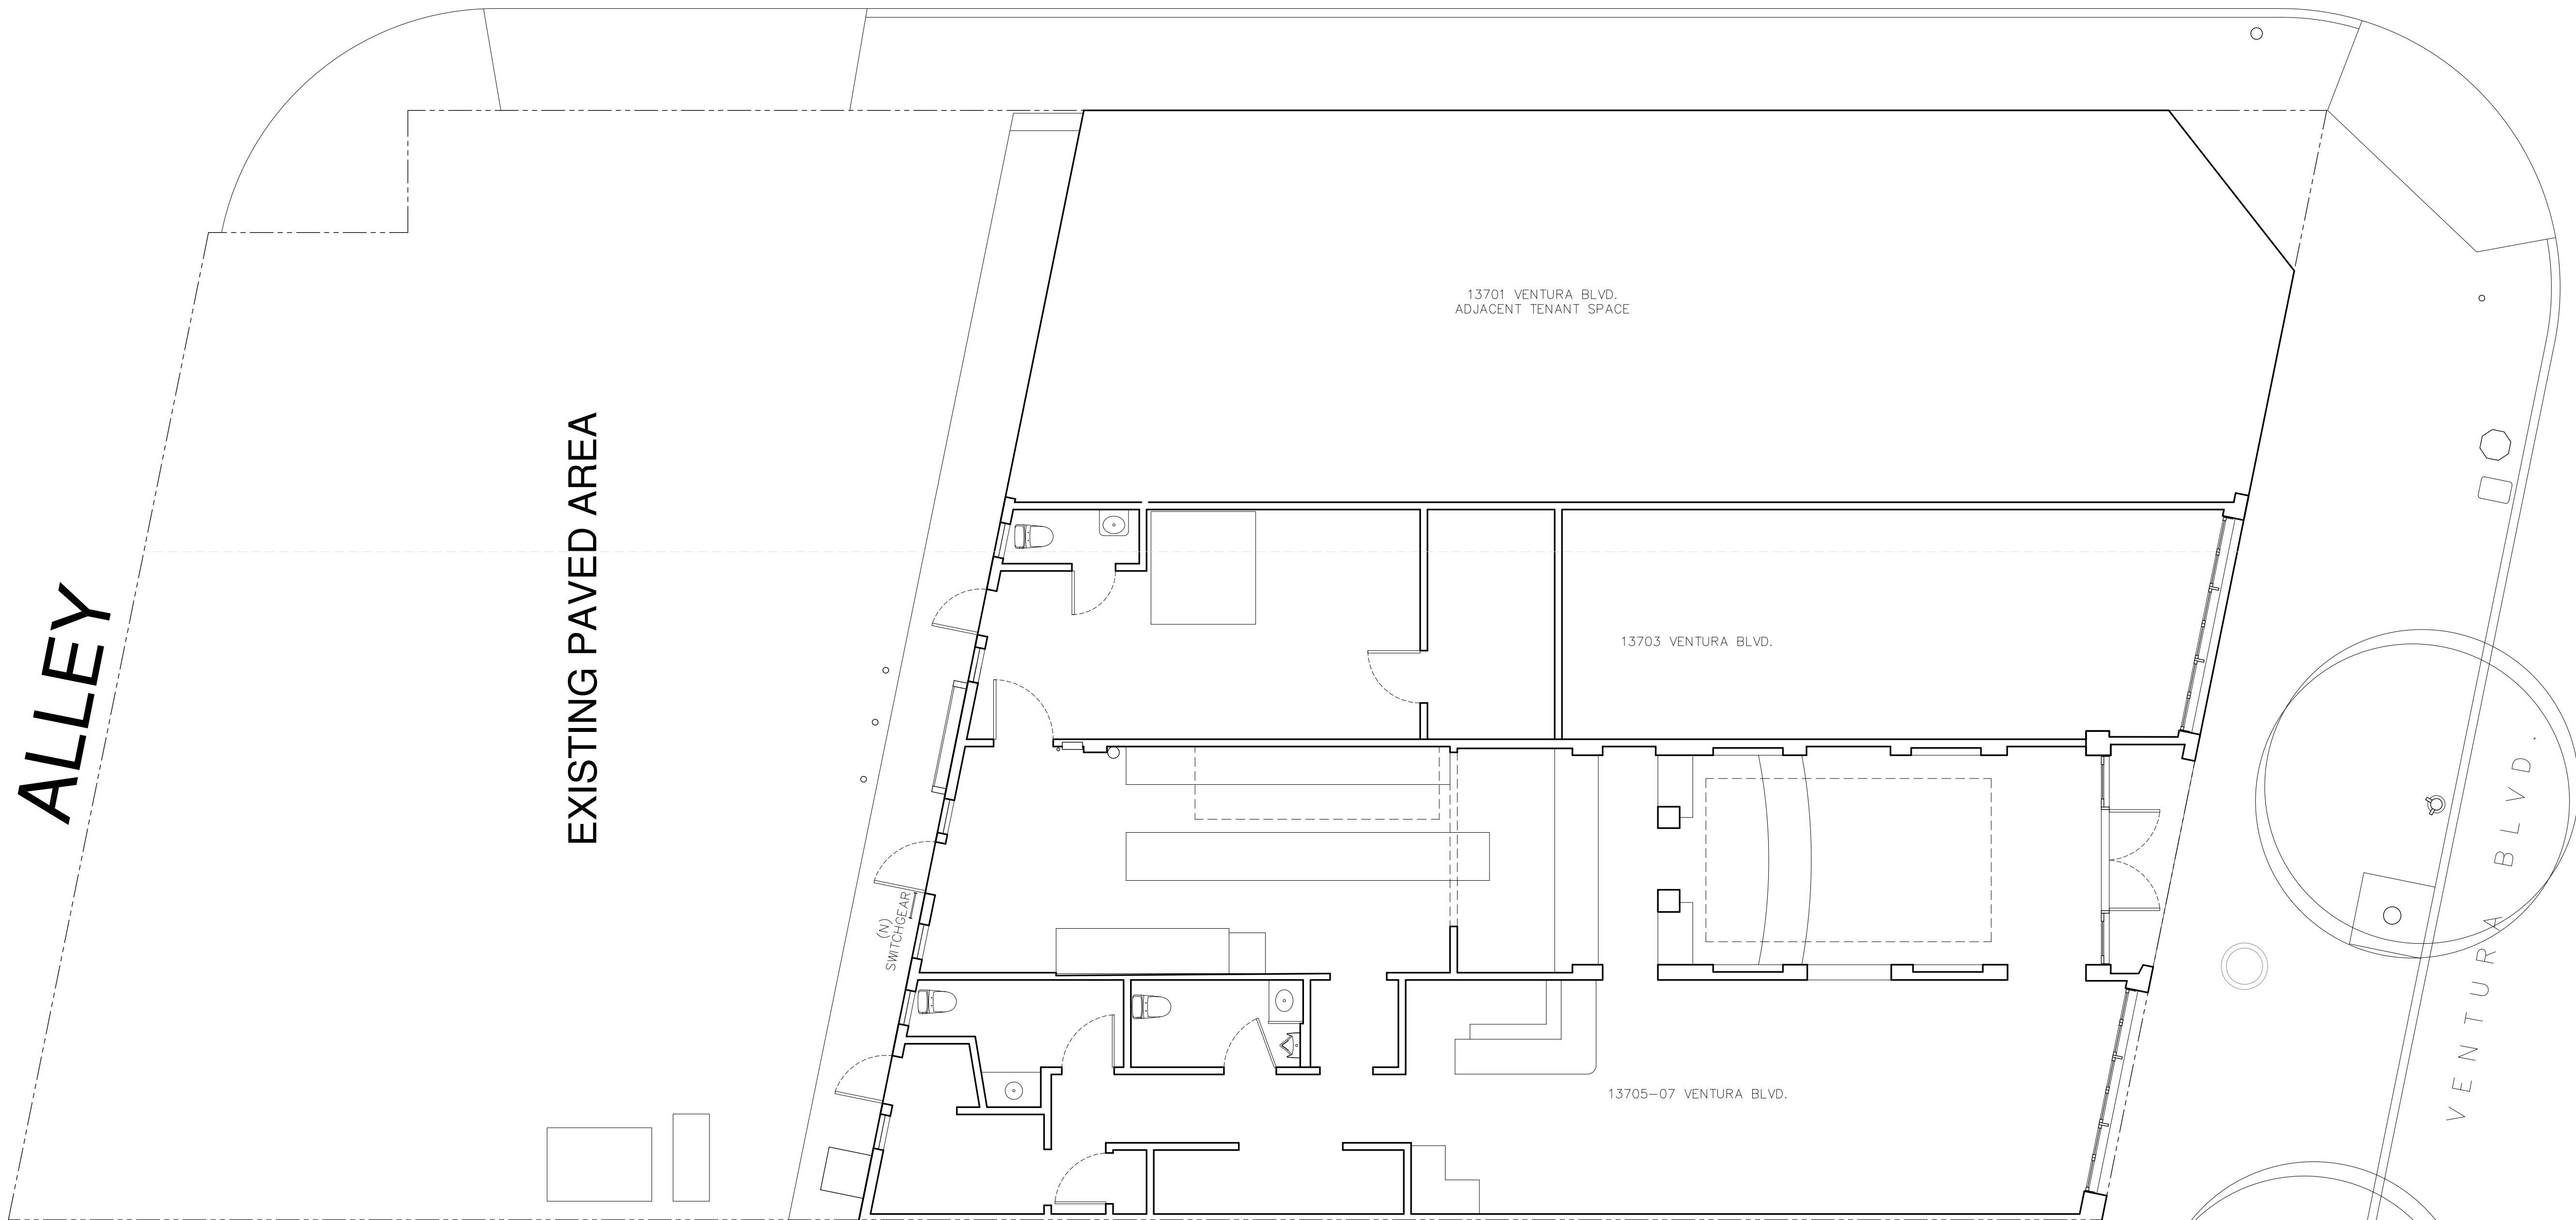 13701 VENTURA BLVD.
ADJACENT TENANT SPACE
EXISTING PAVED AREA
ALLEY
13703 VENTURA BLVD.
(N)
SWITCHGEAR
VENTURA BLVD.
13705-07 VENTURA BLVD.